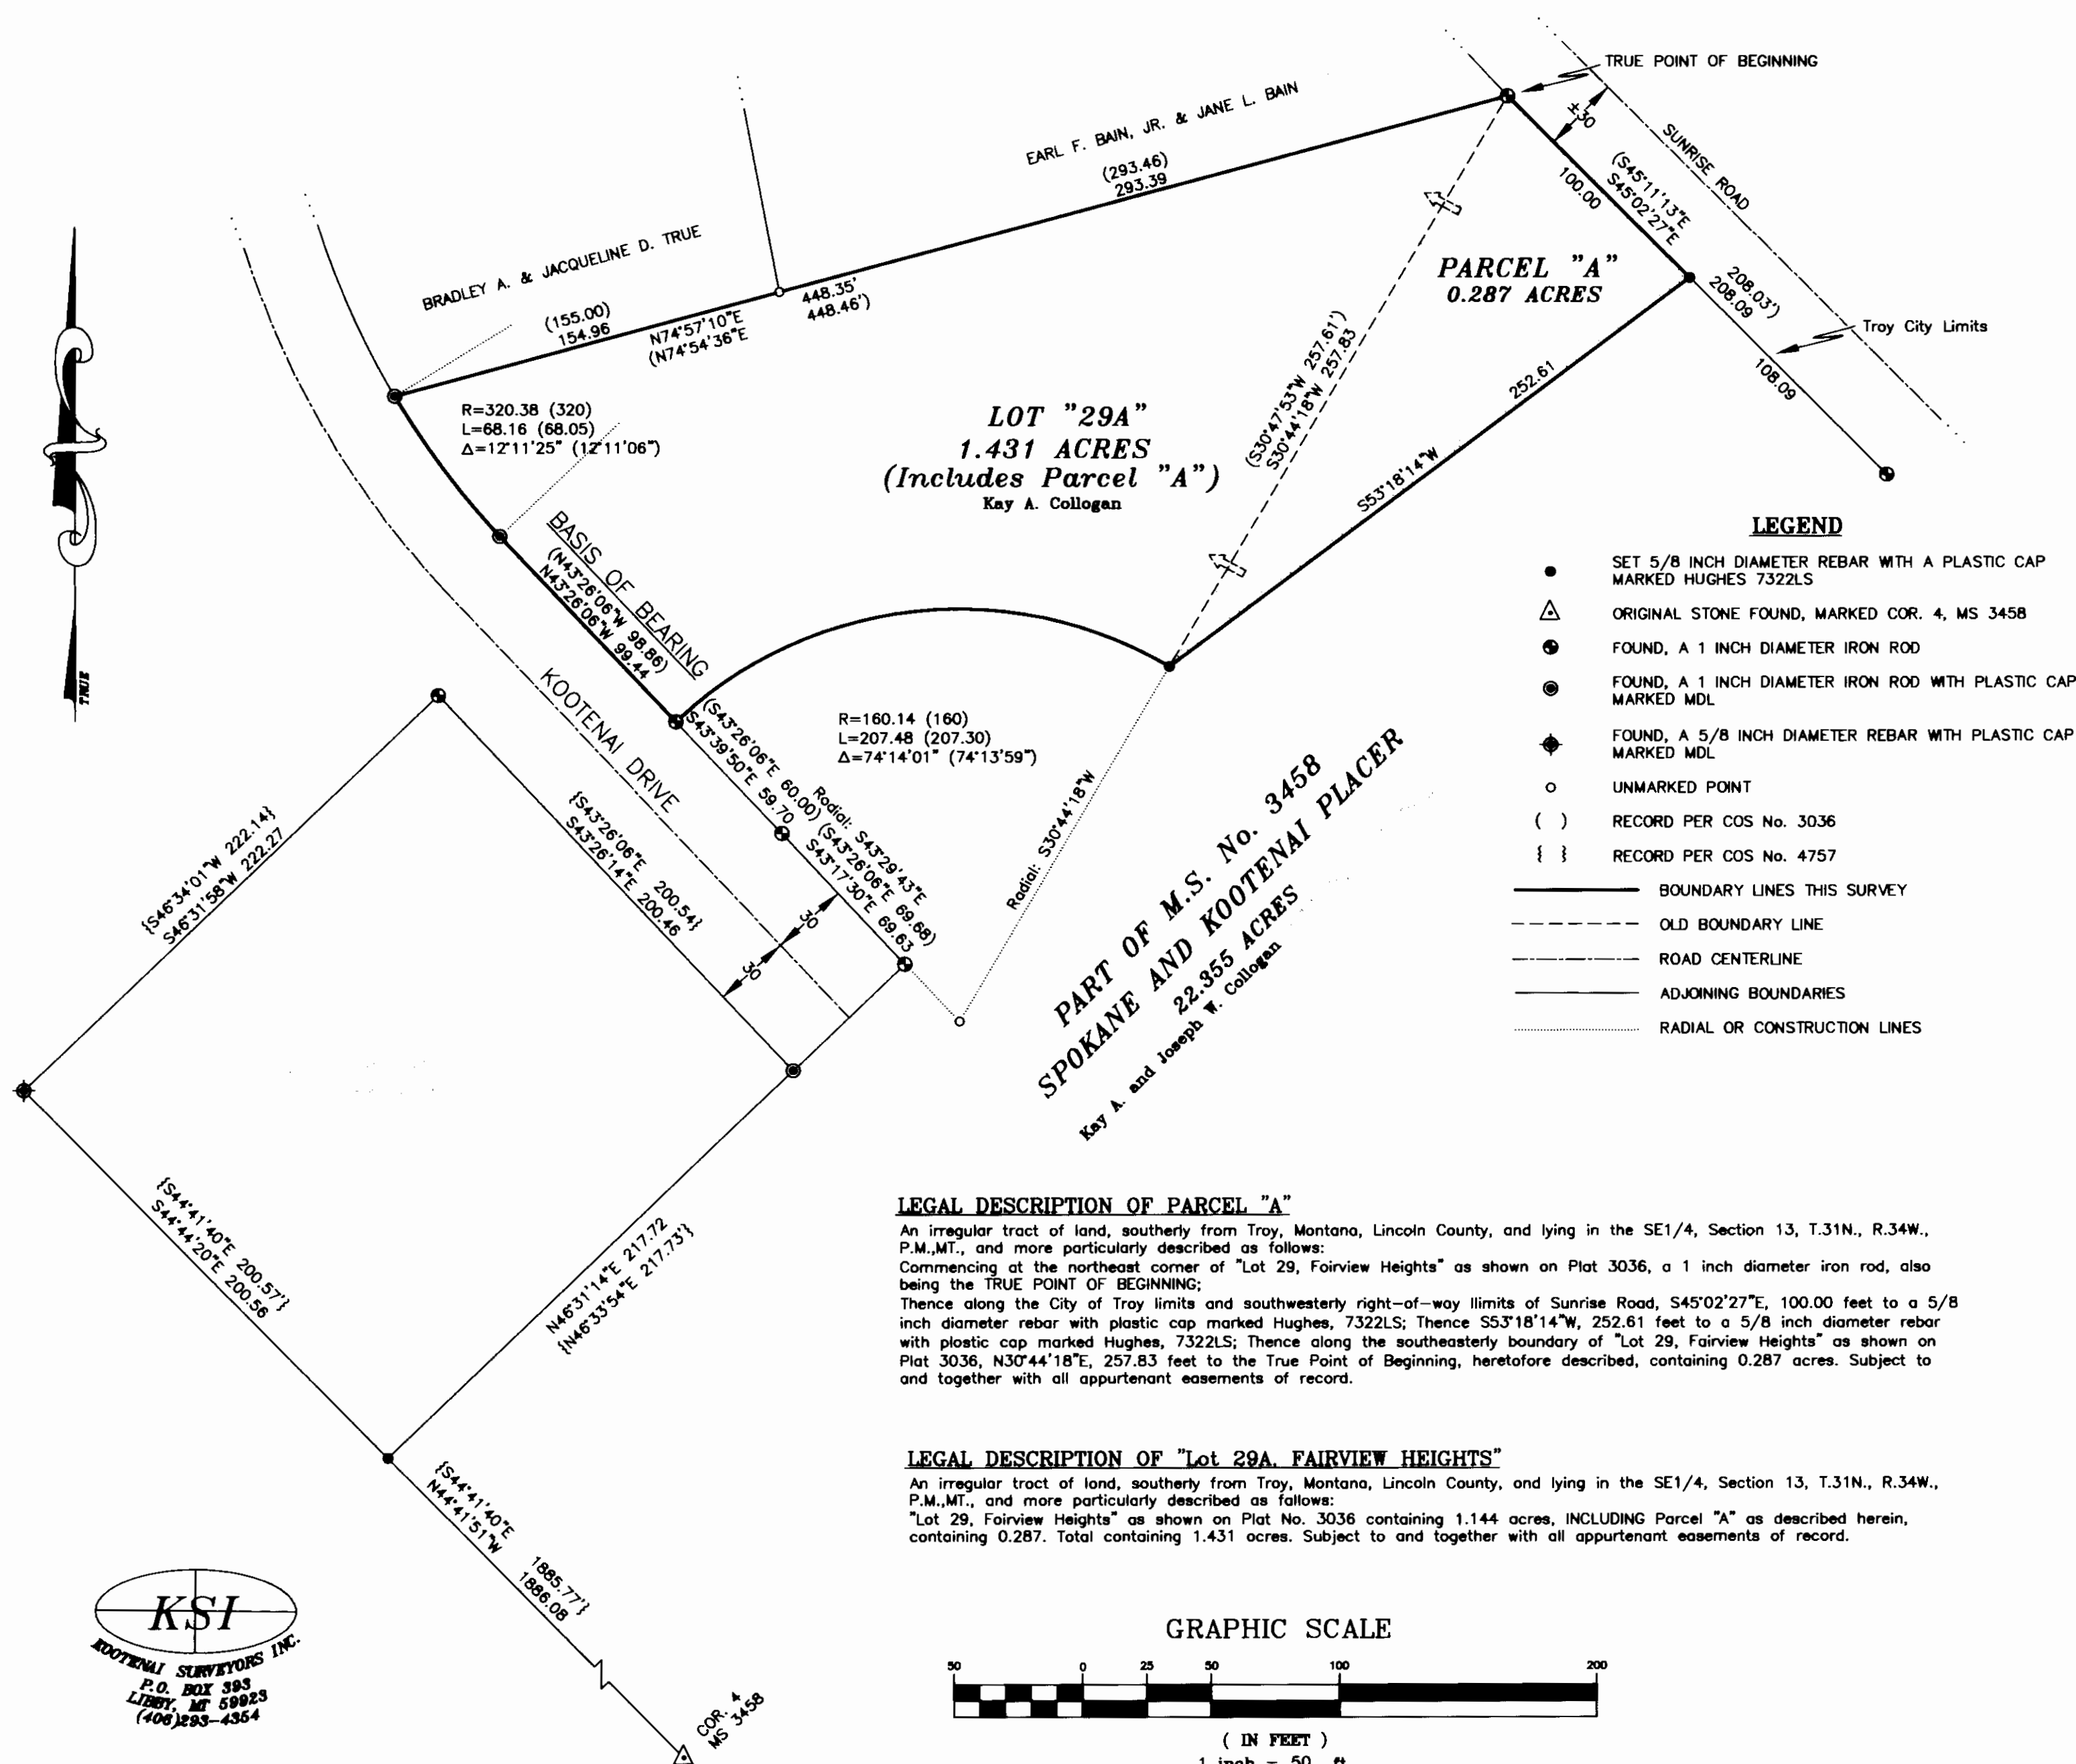 TRUE POINT OF BEGINNING
±30
SUNRISE ROAD
EARL F. BAIN, JR. & JANE L. BAIN
(293.46)
293.39
(S45°11'13"E
S45°02'27"E
100.00
208.03')
208.09
Troy City Limits
108.09
BRADLEY A. & JACQUELINE D. TRUE
(155.00)
154.96
N74°57'10"E
(N74°54'36"E
448.35'
448.46')
PARCEL "A"
0.287 ACRES
(S30°47'53"W 257.61')
S30°44'18"W 257.83
252.61
S53°18'14"W
R=320.38 (320)
L=68.16 (68.05)
Δ=12°11'25" (12°11'06")
LOT "29A"
1.431 ACRES
(Includes Parcel "A")
Kay A. Collogan
BASIS OF BEARING
(N43°26'06"W 98.86)
N43°26'06"W 99.44
TRUE
KOOTENAI DRIVE
R=160.14 (160)
L=207.48 (207.30)
Δ=74°14'01" (74°13'59")
(S43°26'06"E 60.00)
S43°39'50"E 59.70
Radial: S43°29'43"E
(S43°26'06"E 69.68)
S43°17'30"E 69.63
Radial: S30°44'18"W
30
30
{S43°26'06"E 200.54}
S43°26'14"E 200.46
{S46°34'01"W 222.14}
S46°31'58"W 222.27
{S44°41'40"E 200.57'}
S44°44'20"E 200.56
N46°31'14"E 217.72
{N46°33'54"E 217.73'}
{S44°41'40"E 1885.77'}
N44°41'51"W 1886.08
COR. 4
MS 3458
PART OF M.S. No. 3458
SPOKANE AND KOOTENAI PLACER
22.355 ACRES
Kay A. and Joseph W. Collogan
LEGEND
SET 5/8 INCH DIAMETER REBAR WITH A PLASTIC CAP
MARKED HUGHES 7322LS
ORIGINAL STONE FOUND, MARKED COR. 4, MS 3458
FOUND, A 1 INCH DIAMETER IRON ROD
FOUND, A 1 INCH DIAMETER IRON ROD WITH PLASTIC CAP
MARKED MDL
FOUND, A 5/8 INCH DIAMETER REBAR WITH PLASTIC CAP
MARKED MDL
UNMARKED POINT
( ) RECORD PER COS No. 3036
{ } RECORD PER COS No. 4757
BOUNDARY LINES THIS SURVEY
OLD BOUNDARY LINE
ROAD CENTERLINE
ADJOINING BOUNDARIES
RADIAL OR CONSTRUCTION LINES
LEGAL DESCRIPTION OF PARCEL "A"
An irregular tract of land, southerly from Troy, Montana, Lincoln County, and lying in the SE1/4, Section 13, T.31N., R.34W.,
P.M.,MT., and more particularly described as follows:
Commencing at the northeast corner of "Lot 29, Fairview Heights" as shown on Plat 3036, a 1 inch diameter iron rod, also
being the TRUE POINT OF BEGINNING;
Thence along the City of Troy limits and southwesterly right-of-way llimits of Sunrise Road, S45°02'27"E, 100.00 feet to a 5/8
inch diameter rebar with plastic cap marked Hughes, 7322LS; Thence S53°18'14"W, 252.61 feet to a 5/8 inch diameter rebar
with plastic cap marked Hughes, 7322LS; Thence along the southeasterly boundary of "Lot 29, Fairview Heights" as shown on
Plat 3036, N30°44'18"E, 257.83 feet to the True Point of Beginning, heretofore described, containing 0.287 acres. Subject to
and together with all appurtenant easements of record.
LEGAL DESCRIPTION OF "Lot 29A, FAIRVIEW HEIGHTS"
An irregular tract of land, southerly from Troy, Montana, Lincoln County, and lying in the SE1/4, Section 13, T.31N., R.34W.,
P.M.,MT., and more particularly described as follows:
"Lot 29, Fairview Heights" as shown on Plat No. 3036 containing 1.144 acres, INCLUDING Parcel "A" as described herein,
containing 0.287. Total containing 1.431 acres. Subject to and together with all appurtenant easements of record.
KSI
KOOTENAI SURVEYORS INC.
P.O. BOX 393
LIBBY, MT 59923
(406)293-4354
GRAPHIC SCALE
50 0 25 50 100 200
( IN FEET )
1 inch = 50 ft.